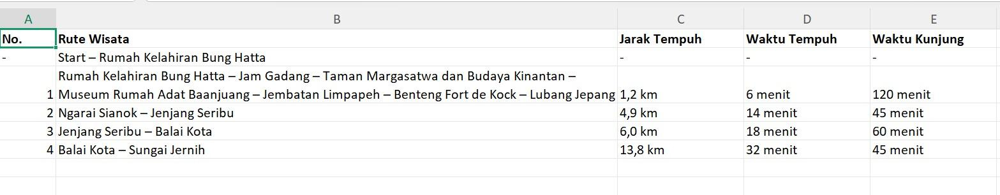 A B C D E
No. Rute Wisata Jarak Tempuh Waktu Tempuh Waktu Kunjung
- Start – Rumah Kelahiran Bung Hatta - - -
Rumah Kelahiran Bung Hatta – Jam Gadang – Taman Margasatwa dan Budaya Kinantan –
1 Museum Rumah Adat Baanjuang – Jembatan Limpapeh – Benteng Fort de Kock – Lubang Jepang 1,2 km 6 menit 120 menit
2 Ngarai Sianok – Jenjang Seribu 4,9 km 14 menit 45 menit
3 Jenjang Seribu – Balai Kota 6,0 km 18 menit 60 menit
4 Balai Kota – Sungai Jernih 13,8 km 32 menit 45 menit